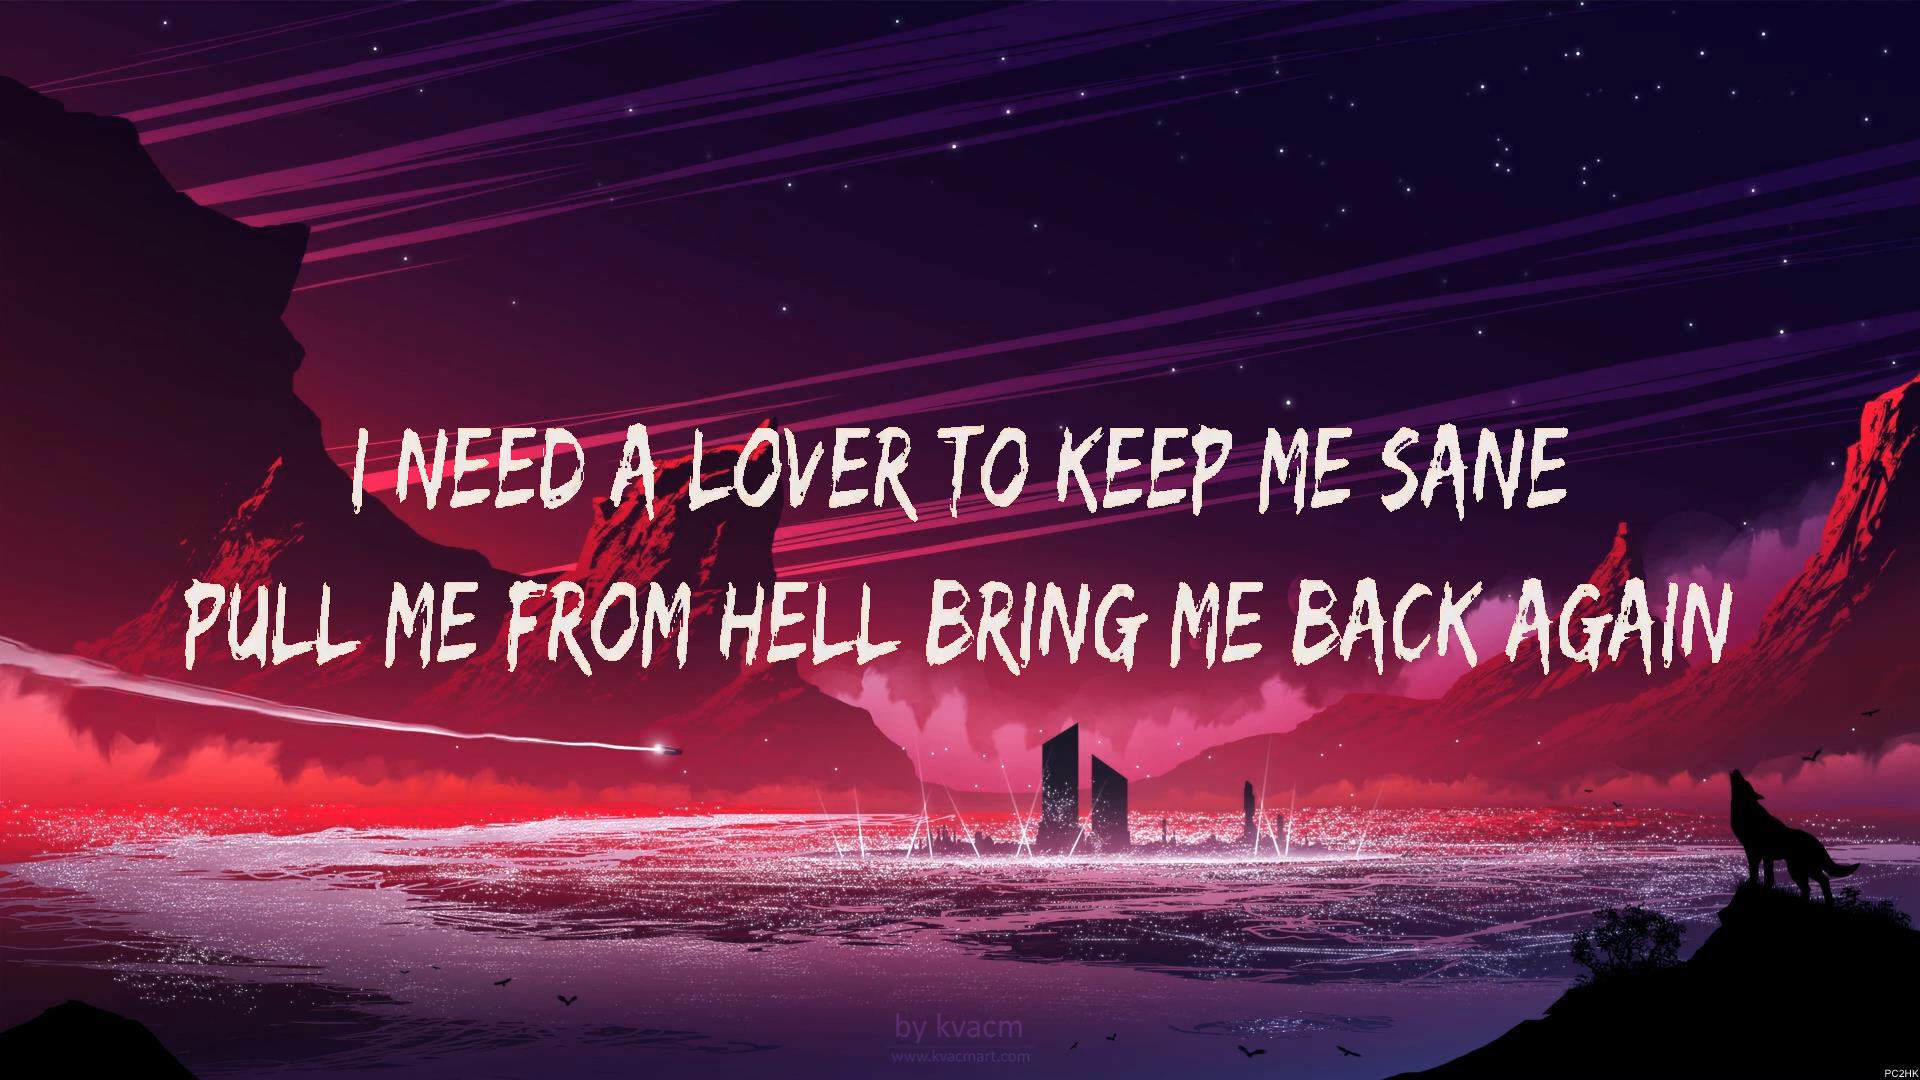 I NEED A LOVER TO KEEP ME SANE
PULL ME FROM HELL BRING ME BACK AGAIN
by kvacm
www.kvacmart.com
PC2HK